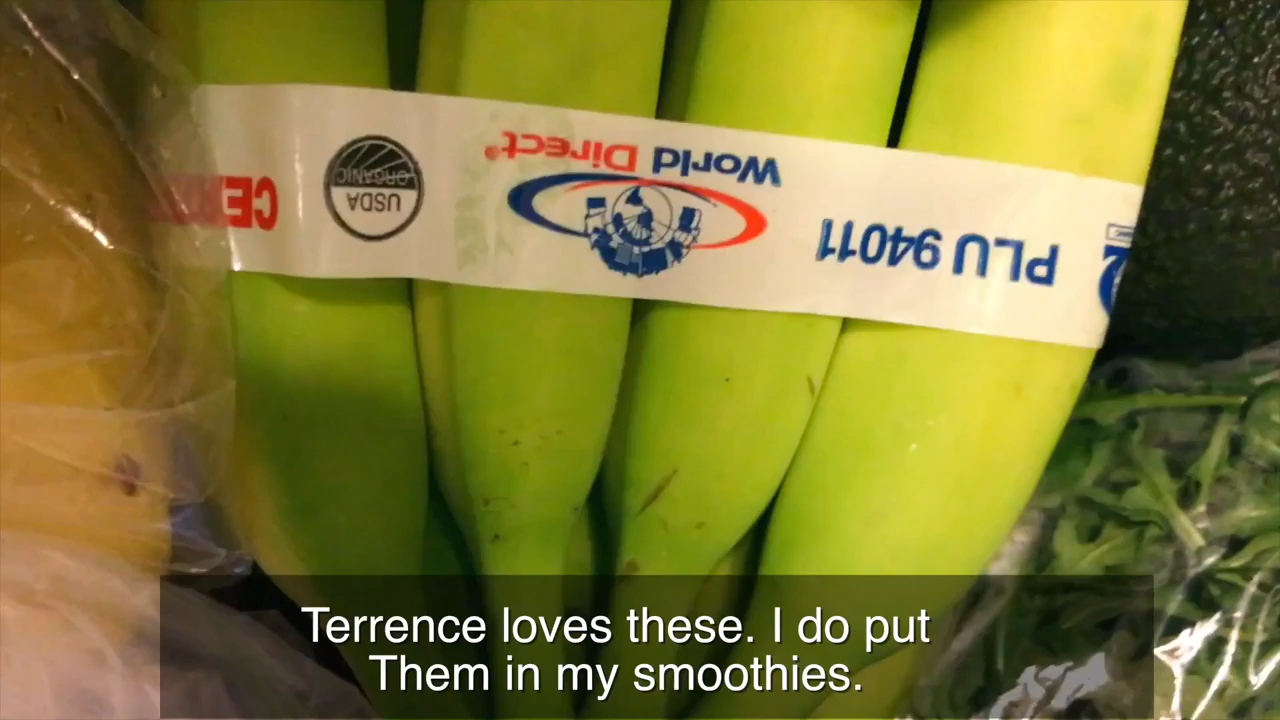 PLU 94011
World Direct®
USDA
ORGANIC
Terrence loves these. I do put
Them in my smoothies.